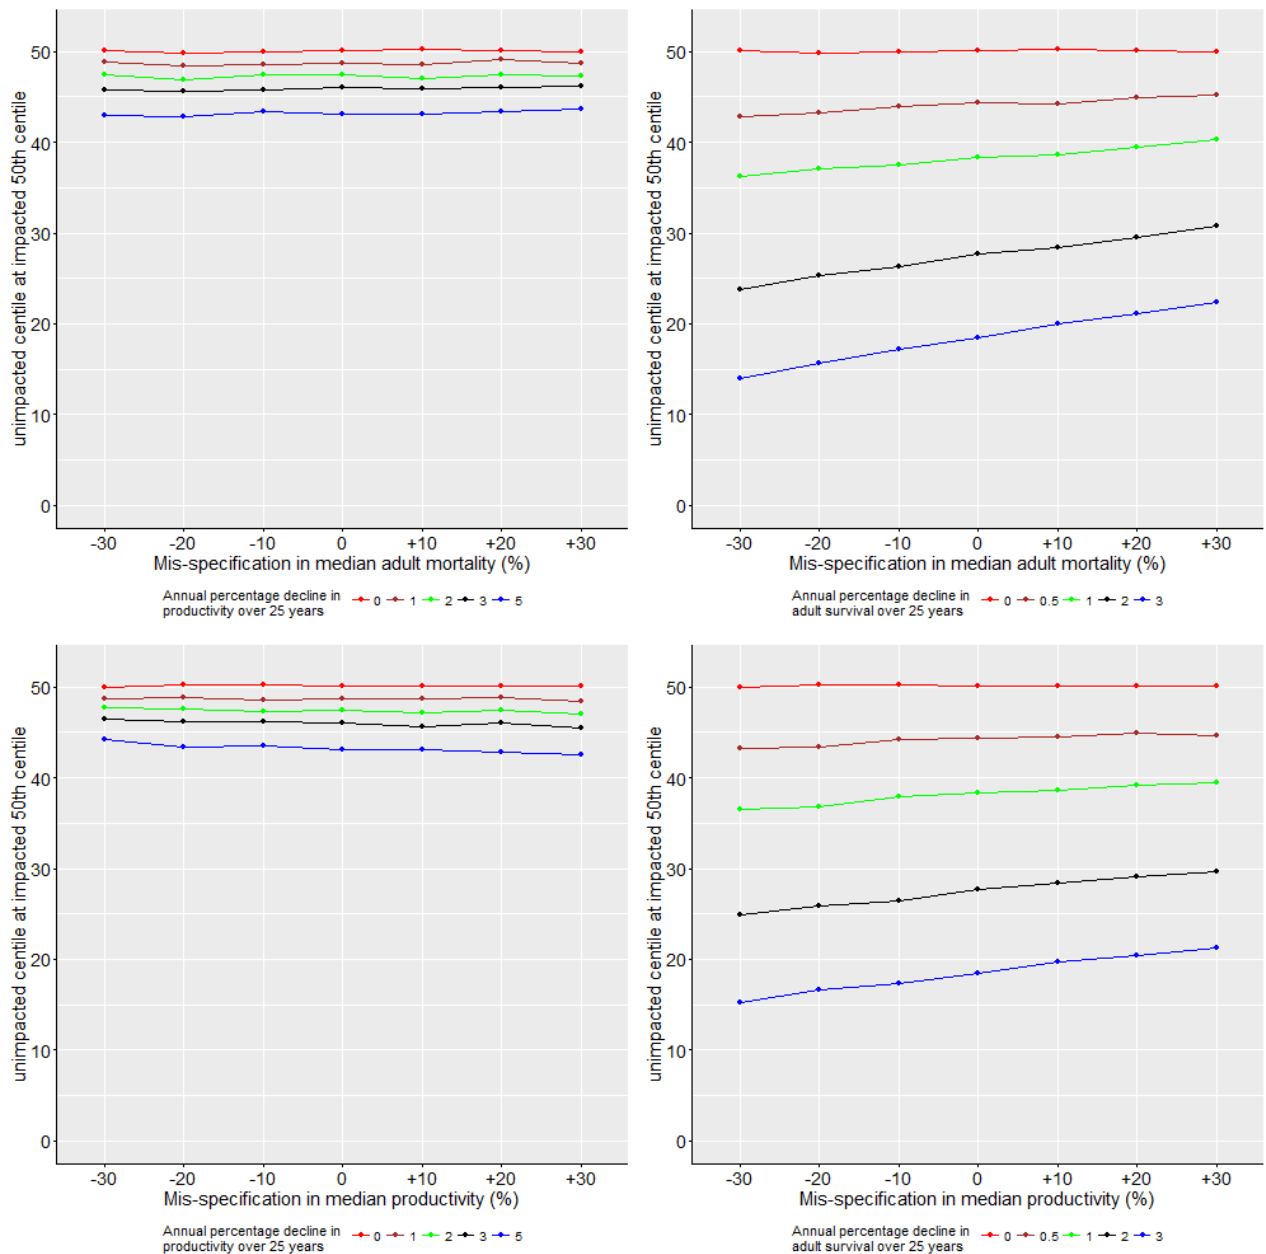 unimpacted centile at impacted 50th centile
50
40
30
20
10
0
-30 -20 -10 0 +10 +20 +30
Mis-specification in median adult mortality (%)
Annual percentage decline in
productivity over 25 years
0 1 2 3 5
unimpacted centile at impacted 50th centile
50
40
30
20
10
0
-30 -20 -10 0 +10 +20 +30
Mis-specification in median adult mortality (%)
Annual percentage decline in
adult survival over 25 years
0 0.5 1 2 3
unimpacted centile at impacted 50th centile
50
40
30
20
10
0
-30 -20 -10 0 +10 +20 +30
Mis-specification in median productivity (%)
Annual percentage decline in
productivity over 25 years
0 1 2 3 5
unimpacted centile at impacted 50th centile
50
40
30
20
10
0
-30 -20 -10 0 +10 +20 +30
Mis-specification in median productivity (%)
Annual percentage decline in
adult survival over 25 years
0 0.5 1 2 3